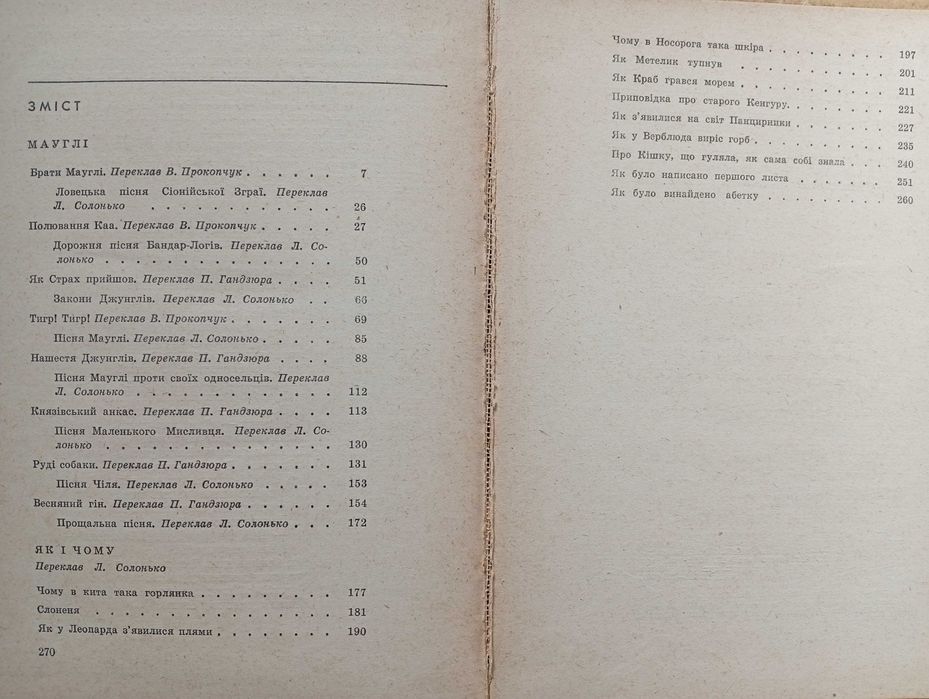 ЗМІСТ
МАУГЛІ
Брати Мауглі. Переклав В. Прокопчук . . . . . . 7
Ловецька пісня Сіонійської Зграї. Переклав
Л. Солонько . . . . . . . . . . . . 26
Полювання Каа. Переклав В. Прокопчук . . . . . 27
Дорожня пісня Бандар-Логів. Переклав Л. Со-
лонько . . . . . . . . . . . . . . . 50
Як Страх прийшов. Переклав П. Гандзюра . . . . 51
Закони Джунглів. Переклав Л. Солонько . . 66
Тигр! Тигр! Переклав В. Прокопчук . . . . . . . 69
Пісня Мауглі. Переклав Л. Солонько . . . . . 85
Нашестя Джунглів. Переклав П. Гандзюра . . . . 88
Пісня Мауглі проти своїх односельців. Переклав
Л. Солонько . . . . . . . . . . . . . 112
Князівський анкас. Переклав П. Гандзюра . . . . 113
Пісня Маленького Мисливця. Переклав Л. Со-
лонько . . . . . . . . . . . . . . . 130
Руді собаки. Переклав П. Гандзюра . . . . . . . 131
Пісня Чіля. Переклав Л. Солонько . . . . . 153
Весняний гін. Переклав П. Гандзюра . . . . . . 154
Прощальна пісня. Переклав Л. Солонько . . . 172
ЯК І ЧОМУ
Переклав Л. Солонько
Чому в кита така горлянка . . . . . . . . . 177
Слоненя . . . . . . . . . . . . . . . 181
Як у Леопарда з’явилися плями . . . . . . . . 190
270
Чому в Носорога така шкіра . . . . . . . . . 197
Як Метелик тупнув . . . . . . . . . . . 201
Як Краб грався морем . . . . . . . . . . . 211
Приповідка про старого Кенгуру. . . . . . . . 221
Як з’явилися на світ Панцирники . . . . . . . 227
Як у Верблюда виріс горб . . . . . . . . . . 235
Про Кішку, що гуляла, як сама собі знала . . . 240
Як було написано першого листа . . . . . . . 251
Як було винайдено абетку . . . . . . . . . 260